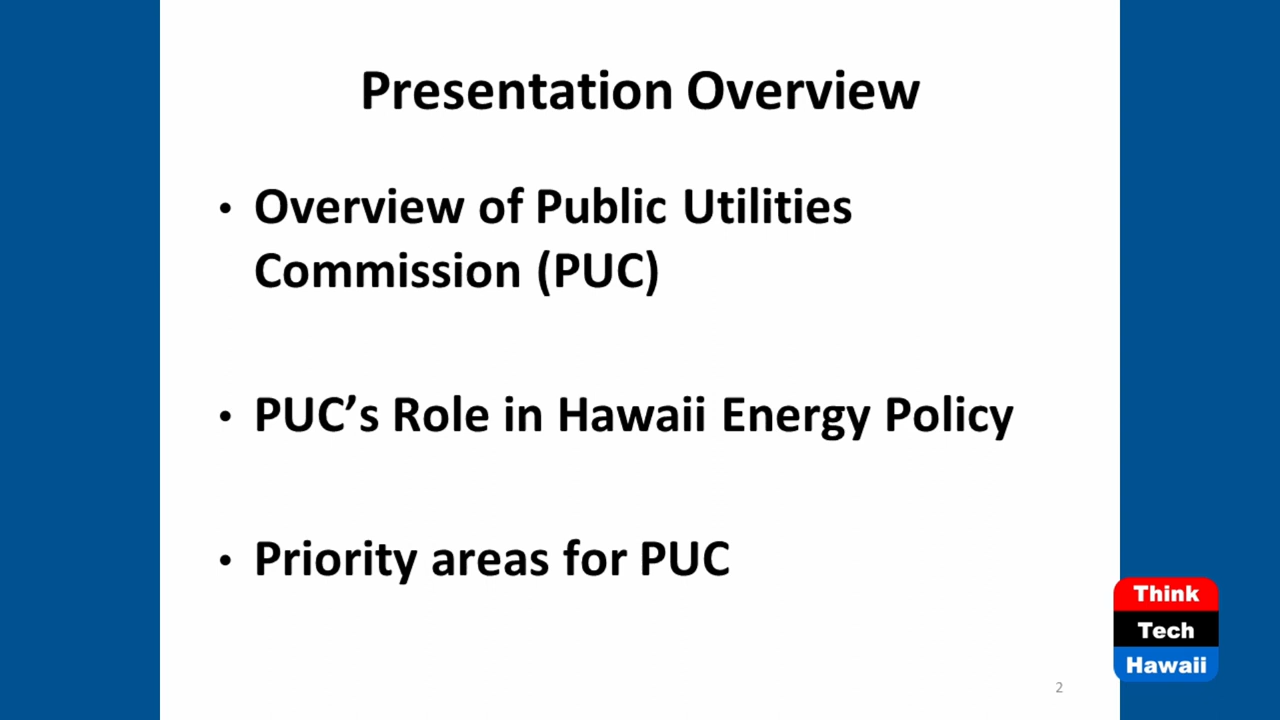 Presentation Overview
• Overview of Public Utilities
Commission (PUC)
• PUC’s Role in Hawaii Energy Policy
• Priority areas for PUC
Think
Tech
Hawaii
2